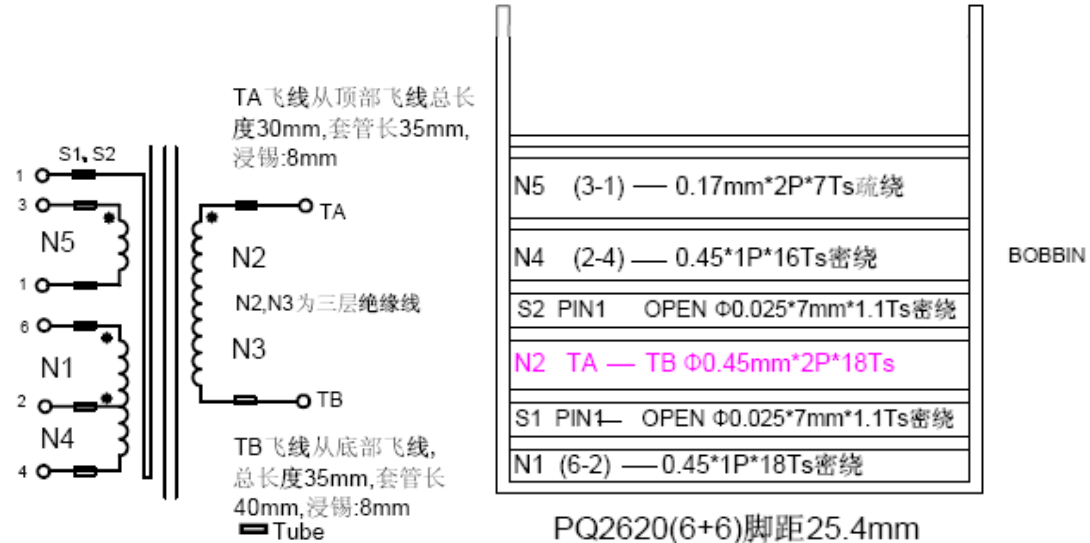 TA飞线从顶部飞线总长
度30mm,套管长35mm,
浸锡:8mm
S1, S2
1
3
N5
1
6
N1
2
N4
4
TA
N2
N2,N3为三层绝缘线
N3
TB
TB飞线从底部飞线,
总长度35mm,套管长
40mm,浸锡:8mm
Tube
N5 (3-1) — 0.17mm*2P*7Ts疏绕
N4 (2-4) — 0.45*1P*16Ts密绕
S2 PIN1 OPEN Φ0.025*7mm*1.1Ts密绕
N2 TA — TB Φ0.45mm*2P*18Ts
S1 PIN1— OPEN Φ0.025*7mm*1.1Ts密绕
N1 (6-2) — 0.45*1P*18Ts密绕
BOBBIN
PQ2620(6+6)脚距25.4mm